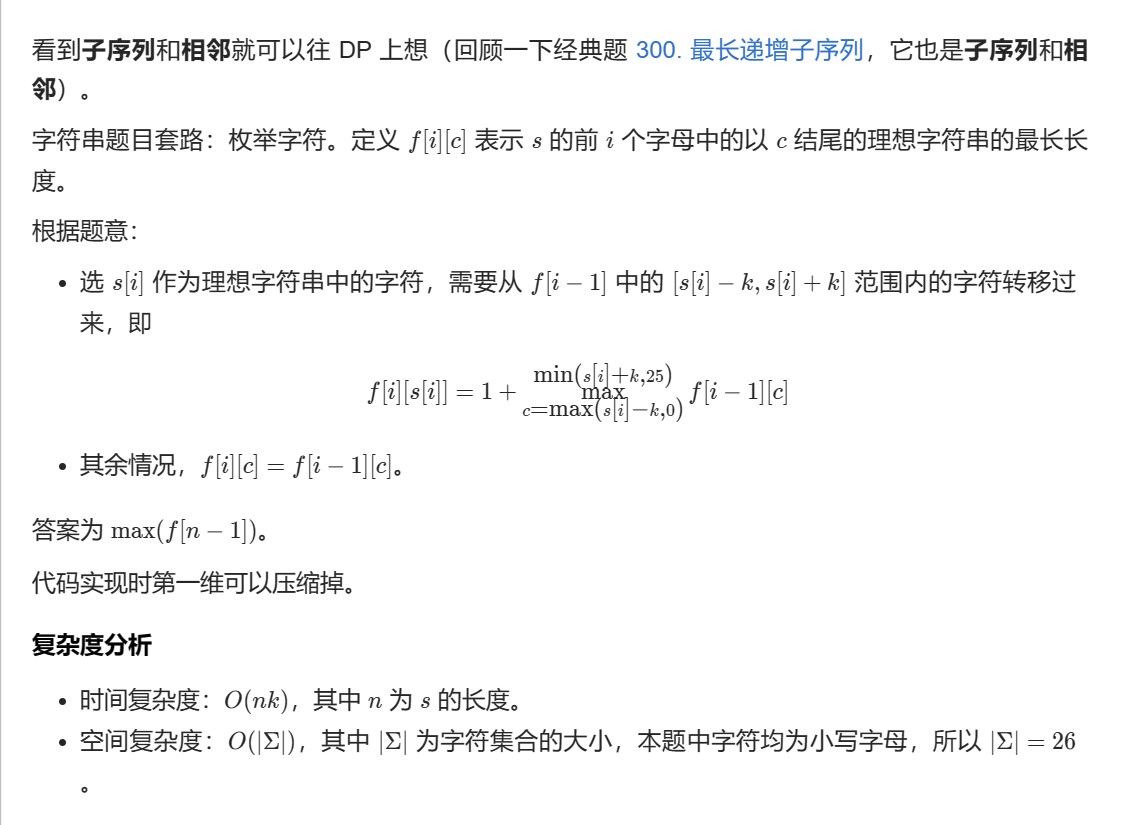 看到子序列和相邻就可以往 DP 上想（回顾一下经典题 300. 最长递增子序列，它也是子序列和相
邻）。
字符串题目套路：枚举字符。定义 f[i][c] 表示 s 的前 i 个字母中的以 c 结尾的理想字符串的最长长
度。
根据题意：
• 选 s[i] 作为理想字符串中的字符，需要从 f[i − 1] 中的 [s[i] − k, s[i] + k] 范围内的字符转移过
来，即
min(s[i]+k,25)
f[i][s[i]] = 1 + max f[i − 1][c]
c=max(s[i]−k,0)
• 其余情况，f[i][c] = f[i − 1][c]。
答案为 max(f[n − 1])。
代码实现时第一维可以压缩掉。
复杂度分析
• 时间复杂度：O(nk)，其中 n 为 s 的长度。
• 空间复杂度：O(|Σ|)，其中 |Σ| 为字符集合的大小，本题中字符均为小写字母，所以 |Σ| = 26
。